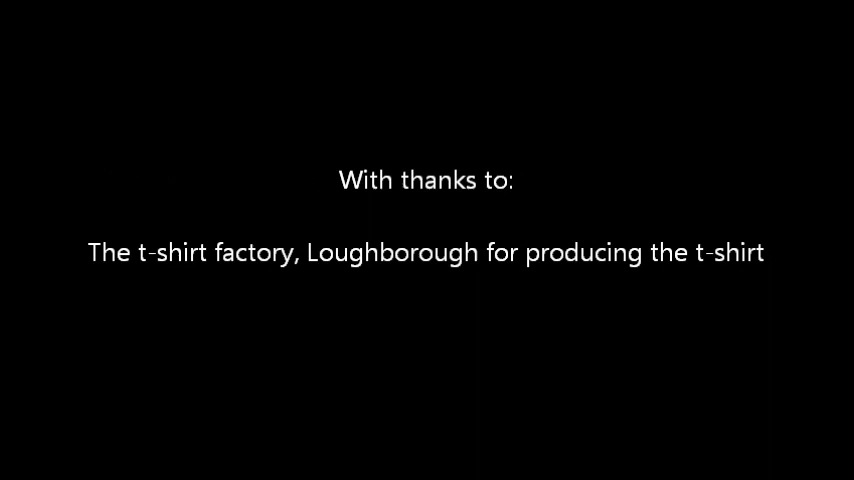 With thanks to:
The t-shirt factory, Loughborough for producing the t-shirt